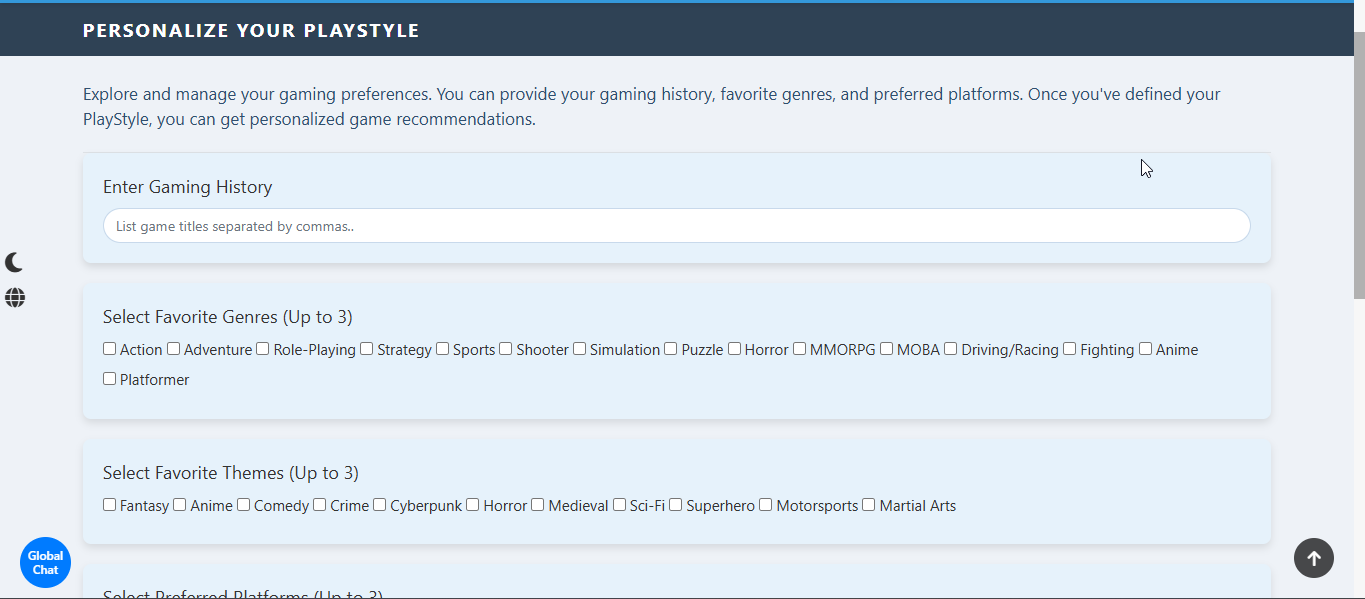 PERSONALIZE YOUR PLAYSTYLE
Explore and manage your gaming preferences. You can provide your gaming history, favorite genres, and preferred platforms. Once you've defined your
PlayStyle, you can get personalized game recommendations.
Enter Gaming History
List game titles separated by commas..
Select Favorite Genres (Up to 3)
Action Adventure Role-Playing Strategy Sports Shooter Simulation Puzzle Horror MMORPG MOBA Driving/Racing Fighting Anime
Platformer
Select Favorite Themes (Up to 3)
Fantasy Anime Comedy Crime Cyberpunk Horror Medieval Sci-Fi Superhero Motorsports Martial Arts
Global
Chat
Select Preferred Platforms (Up to 3)